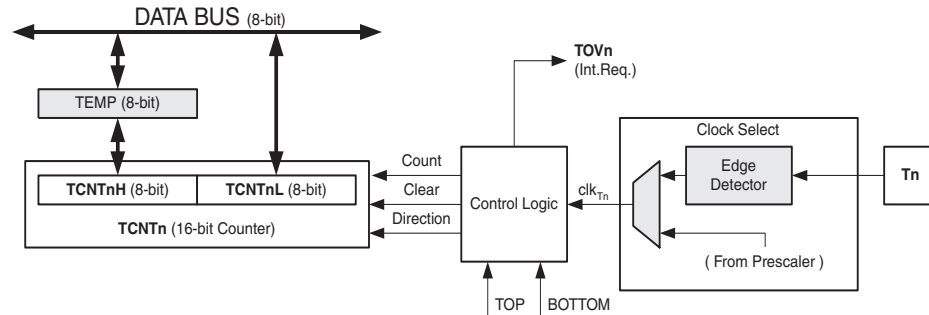 DATA BUS (8-bit)
TOVn
(Int.Req.)
TEMP (8-bit)
Clock Select
Count
Edge
Detector
Tn
TCNTnH (8-bit) TCNTnL (8-bit)
Clear
Control Logic
clkTn
TCNTn (16-bit Counter)
Direction
( From Prescaler )
TOP
BOTTOM